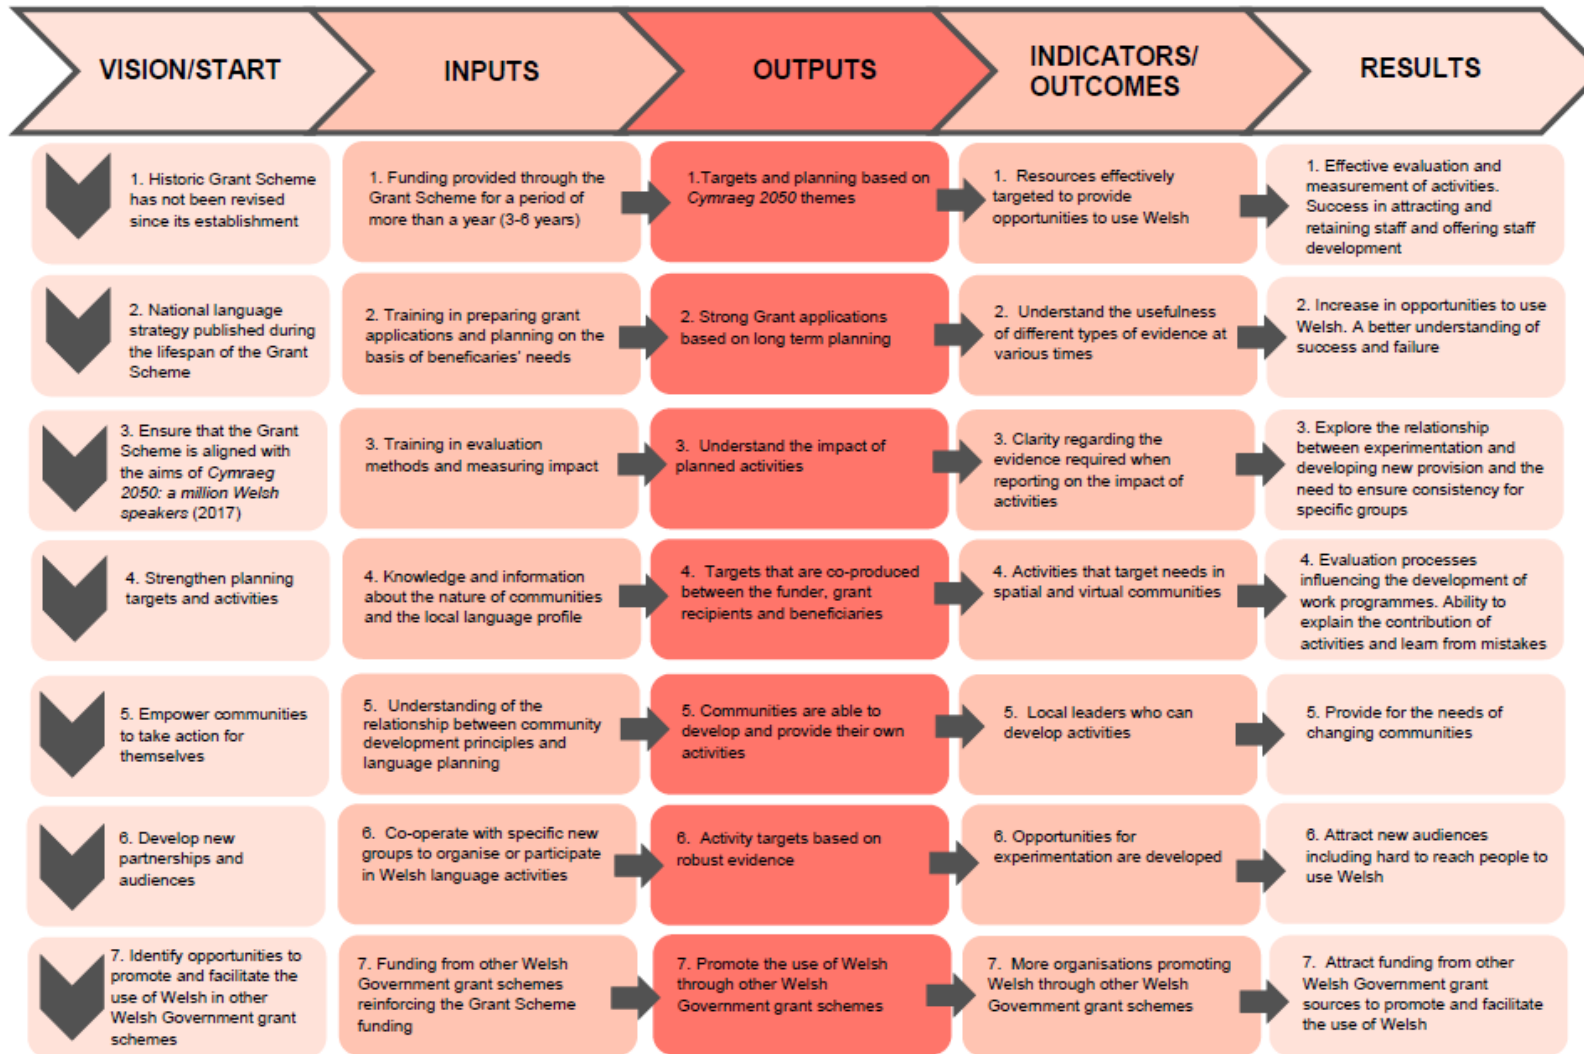 VISION/START
INPUTS
OUTPUTS
INDICATORS/
OUTCOMES
RESULTS
1. Historic Grant Scheme
has not been revised
since its establishment
1. Funding provided through the
Grant Scheme for a period of
more than a year (3-6 years)
1.Targets and planning based on
Cymraeg 2050 themes
1. Resources effectively
targeted to provide
opportunities to use Welsh
1. Effective evaluation and
measurement of activities.
Success in attracting and
retaining staff and offering staff
development
2. National language
strategy published during
the lifespan of the Grant
Scheme
2. Training in preparing grant
applications and planning on the
basis of beneficaries' needs
2. Strong Grant applications
based on long term planning
2. Understand the usefulness
of different types of evidence at
various times
2. Increase in opportunities to use
Welsh. A better understanding of
success and failure
3. Ensure that the Grant
Scheme is aligned with
the aims of Cymraeg
2050: a million Welsh
speakers (2017)
3. Training in evaluation
methods and measuring impact
3. Understand the impact of
planned activities
3. Clarity regarding the
evidence required when
reporting on the impact of
activities
3. Explore the relationship
between experimentation and
developing new provision and the
need to ensure consistency for
specific groups
4. Strengthen planning
targets and activities
4. Knowledge and information
about the nature of communities
and the local language profile
4. Targets that are co-produced
between the funder, grant
recipients and beneficiaries
4. Activities that target needs in
spatial and virtual communities
4. Evaluation processes
influencing the development of
work programmes. Ability to
explain the contribution of
activities and learn from mistakes
5. Empower communities
to take action for
themselves
5. Understanding of the
relationship between community
development principles and
language planning
5. Communities are able to
develop and provide their own
activities
5. Local leaders who can
develop activities
5. Provide for the needs of
changing communities
6. Develop new
partnerships and
audiences
6. Co-operate with specific new
groups to organise or participate
in Welsh language activities
6. Activity targets based on
robust evidence
6. Opportunities for
experimentation are developed
6. Attract new audiences
including hard to reach people to
use Welsh
7. Identify opportunities to
promote and facilitate the
use of Welsh in other
Welsh Government grant
schemes
7. Funding from other Welsh
Government grant schemes
reinforcing the Grant Scheme
funding
7. Promote the use of Welsh
through other Welsh
Government grant schemes
7. More organisations promoting
Welsh through other Welsh
Government grant schemes
7. Attract funding from other
Welsh Government grant
sources to promote and facilitate
the use of Welsh